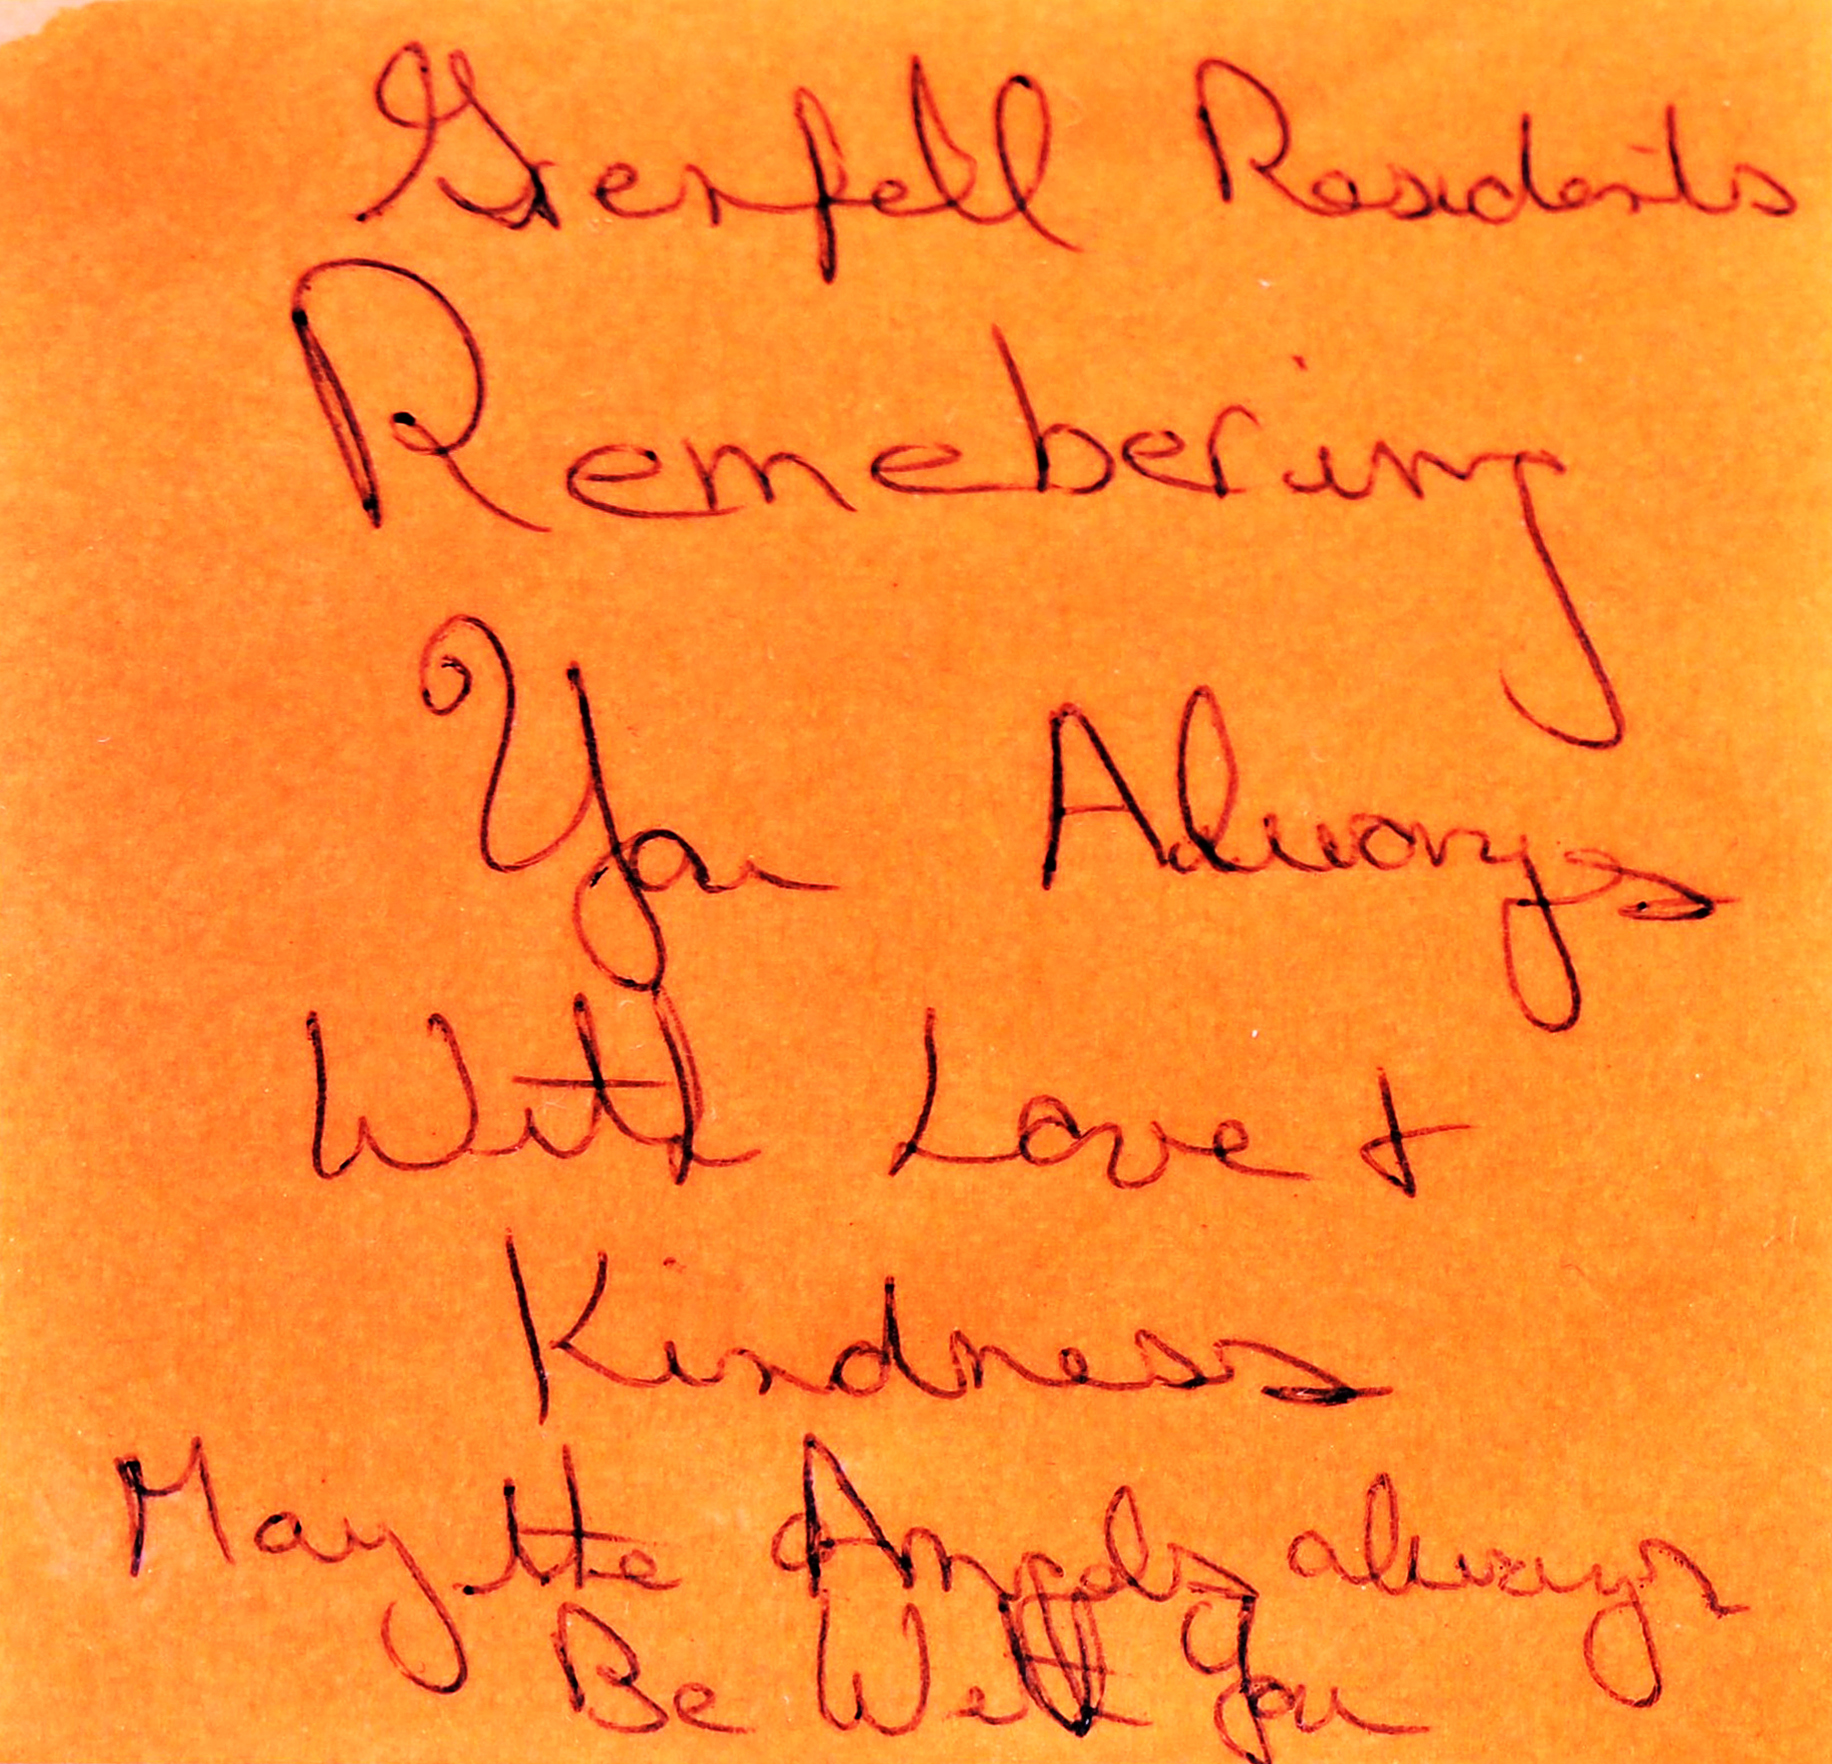 Grenfell Residents
Remebering
You Always
With Love +
Kindness
May the Angels always
Be With You